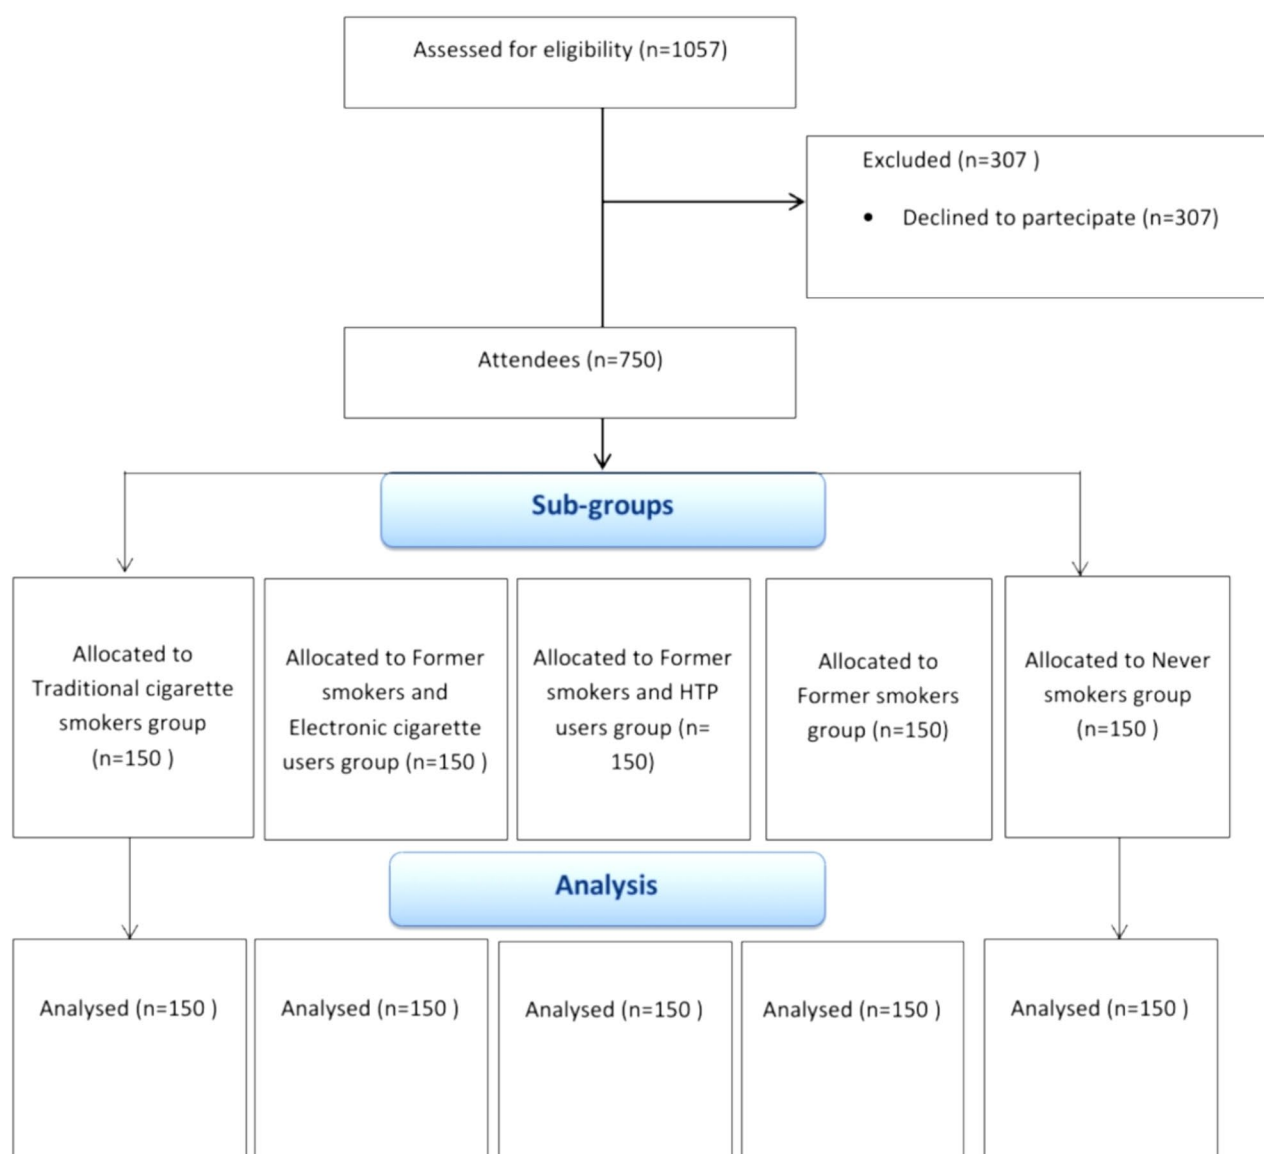 Assessed for eligibility (n=1057)
Excluded (n=307 )
• Declined to partecipate (n=307)
Attendees (n=750)
Sub-groups
Allocated to
Traditional cigarette
smokers group
(n=150 )
Allocated to Former
smokers and
Electronic cigarette
users group (n=150 )
Allocated to Former
smokers and HTP
users group (n=
150)
Allocated to
Former smokers
group (n=150)
Allocated to Never
smokers group
(n=150 )
Analysis
Analysed (n=150 )
Analysed (n=150 )
Analysed (n=150 )
Analysed (n=150 )
Analysed (n=150 )